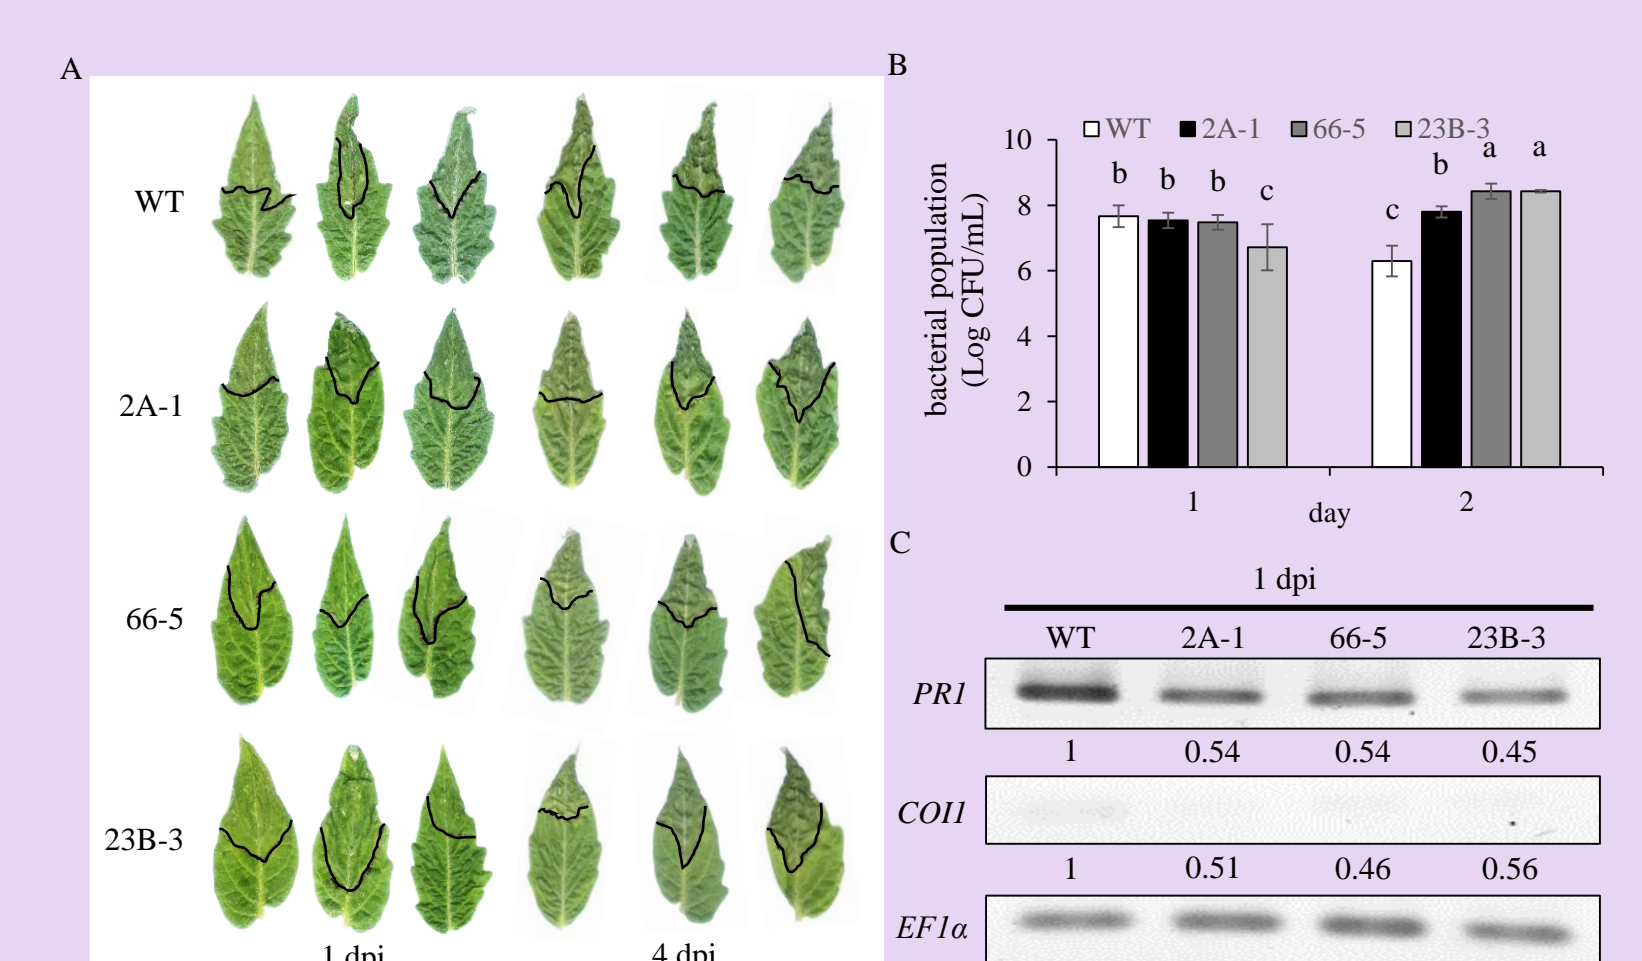 A
WT
2A-1
66-5
23B-3
1 dpi
4 dpi
B
WT 2A-1 66-5 23B-3
bacterial population
(Log CFU/mL)
10
8
6
4
2
0
b b b c
c b a a
1
2
day
C
1 dpi
WT 2A-1 66-5 23B-3
PR1
1 0.54 0.54 0.45
COI1
1 0.51 0.46 0.56
EF1α